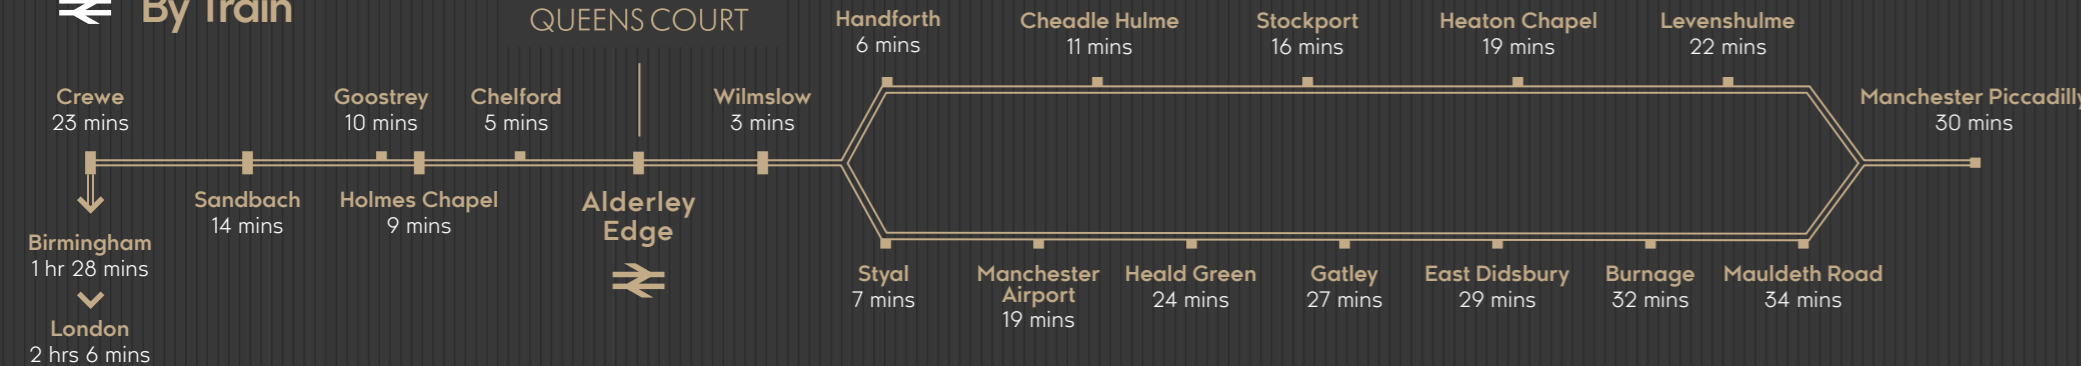 By Train
QUEENS COURT
Handforth
6 mins
Cheadle Hulme
11 mins
Stockport
16 mins
Heaton Chapel
19 mins
Levenshulme
22 mins
Crewe
23 mins
Goostrey
10 mins
Chelford
5 mins
Wilmslow
3 mins
Manchester Piccadilly
30 mins
Sandbach
14 mins
Holmes Chapel
9 mins
Alderley
Edge
Birmingham
1 hr 28 mins
London
2 hrs 6 mins
Styal
7 mins
Manchester
Airport
19 mins
Heald Green
24 mins
Gatley
27 mins
East Didsbury
29 mins
Burnage
32 mins
Mauldeth Road
34 mins